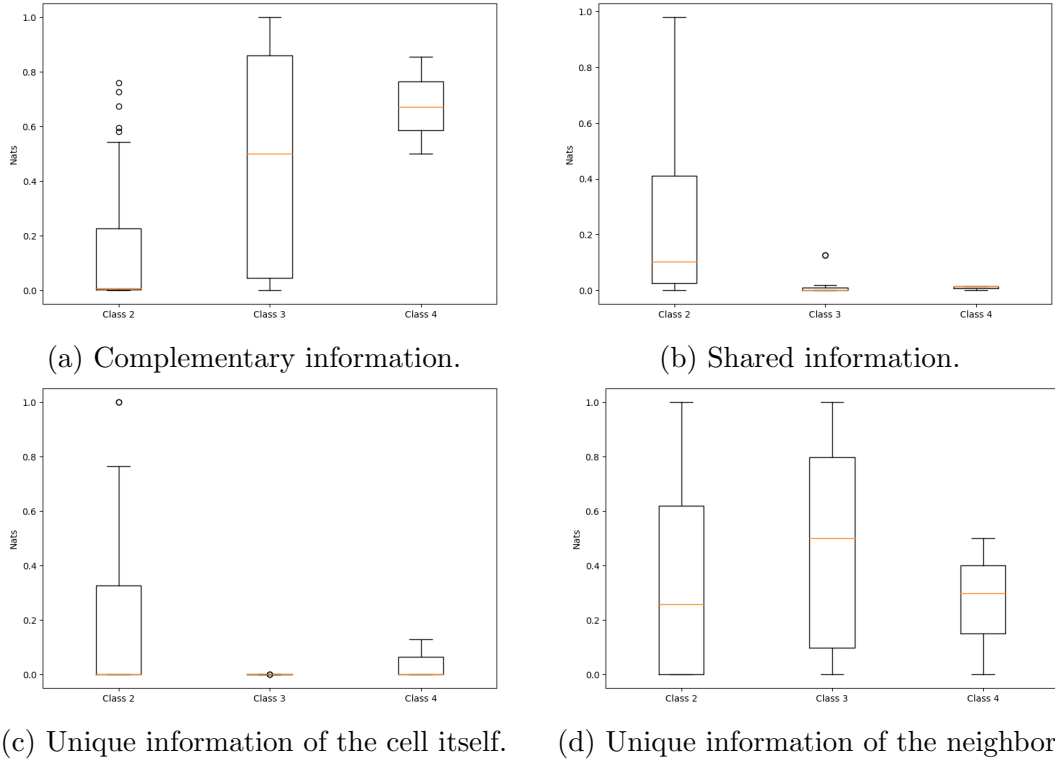 1.0
0.8
0.6
0.4
0.2
0.0
Nats
Class 2 Class 3 Class 4
(a) Complementary information.
1.0
0.8
0.6
0.4
0.2
0.0
Nats
Class 2 Class 3 Class 4
(b) Shared information.
1.0
0.8
0.6
0.4
0.2
0.0
Nats
Class 2 Class 3 Class 4
(c) Unique information of the cell itself.
1.0
0.8
0.6
0.4
0.2
0.0
Nats
Class 2 Class 3 Class 4
(d) Unique information of the neighbor